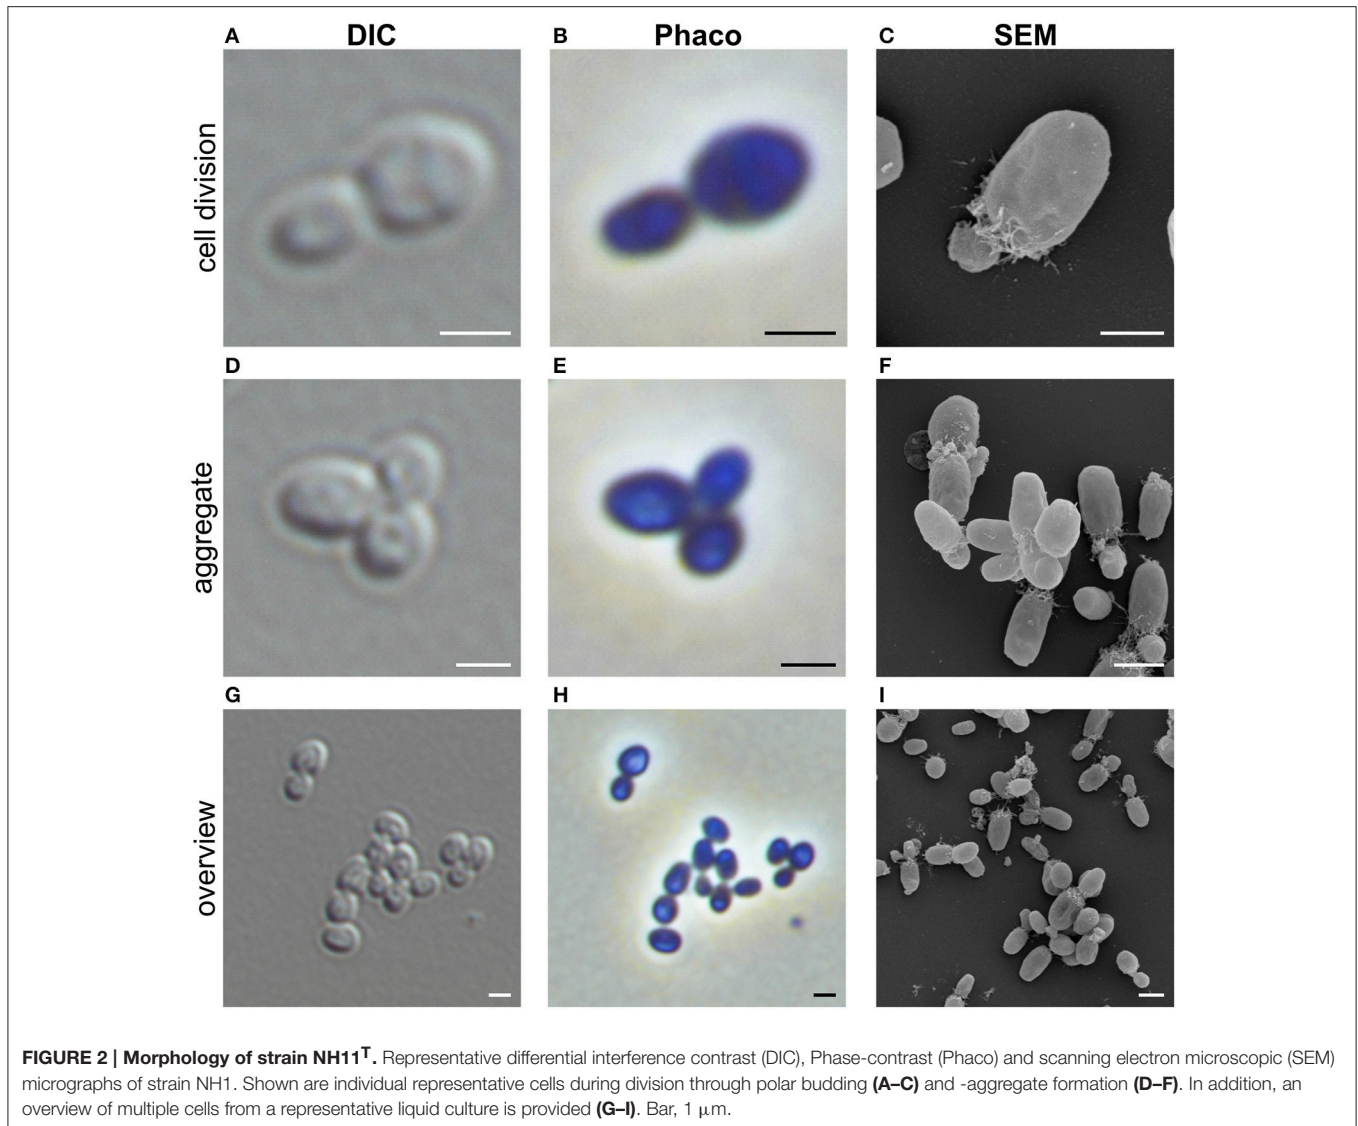 A DIC B Phaco C SEM
cell division
D E F
aggregate
G H I
overview
FIGURE 2 | Morphology of strain NH11T. Representative differential interference contrast (DIC), Phase-contrast (Phaco) and scanning electron microscopic (SEM)
micrographs of strain NH1. Shown are individual representative cells during division through polar budding (A–C) and -aggregate formation (D–F). In addition, an
overview of multiple cells from a representative liquid culture is provided (G–I). Bar, 1 μm.